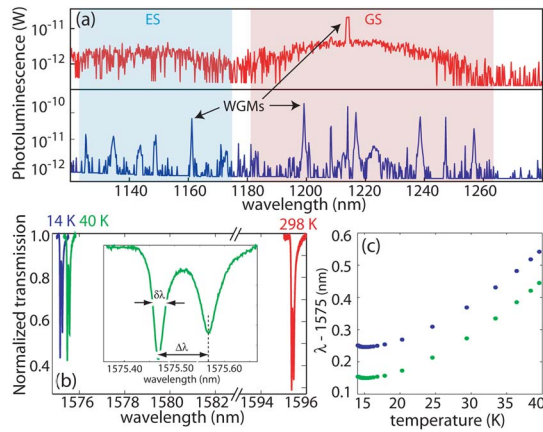 (a) ES GS
Photoluminescence (W)
10⁻¹¹
10⁻¹²
WGMs
10⁻¹⁰
10⁻¹¹
10⁻¹²
1140 1160 1180 1200 1220 1240 1260
wavelength (nm)
14 K 40 K 298 K
Normalized transmission
1.0
0.8
0.6
0.4
δλ
Δλ
1575.40 1575.50 1575.60
wavelength (nm)
(b)
1576 1578 1580 1582 1594 1596
wavelength (nm)
(c)
λ - 1575 (nm)
0.6
0.5
0.4
0.3
0.2
0.1
15 20 25 30 35 40
temperature (K)